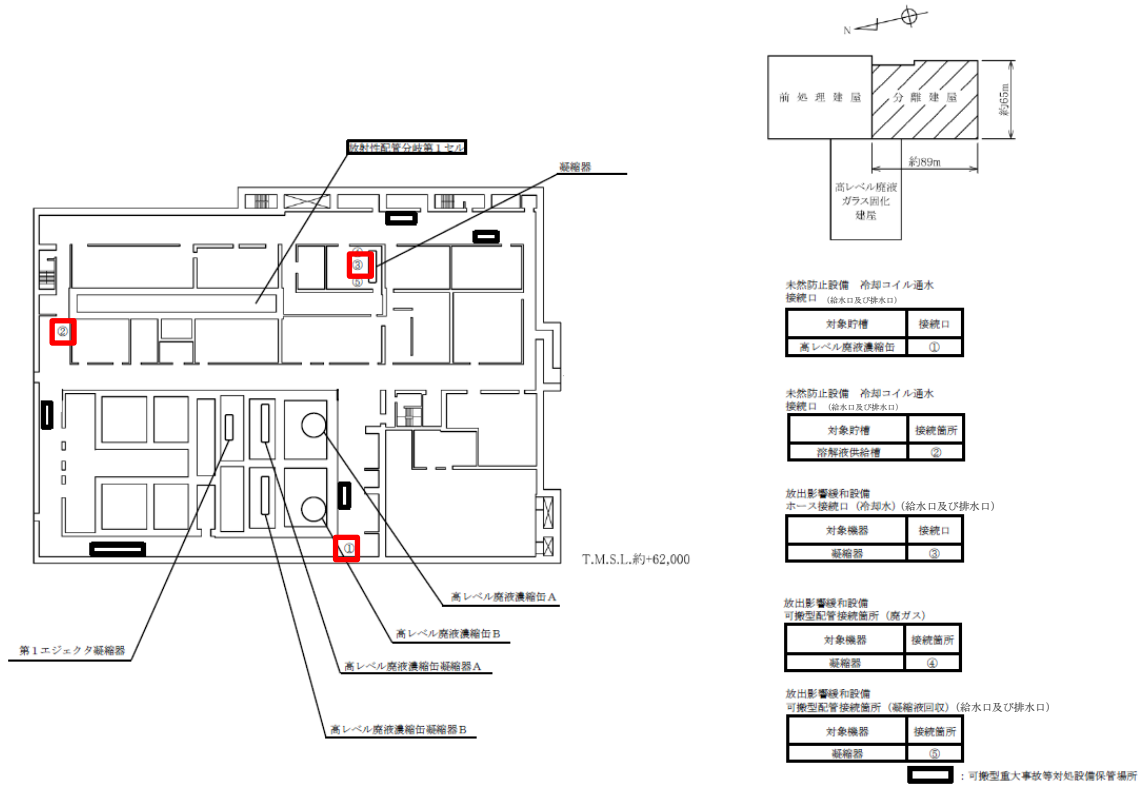 N
前処理建屋
分離建屋
約65m
約89m
高レベル廃液
ガラス固化
建屋
放射性配管分岐第1セル
凝縮器
③
⑤
②
①
T.M.S.L.約+62,000
高レベル廃液濃縮缶A
高レベル廃液濃縮缶B
第1エジェクタ凝縮器
高レベル廃液濃縮缶凝縮器A
高レベル廃液濃縮缶凝縮器B
未然防止設備 冷却コイル通水
接続口 (給水口及び排水口)
対象貯槽 接続口
高レベル廃液濃縮缶 ①
未然防止設備 冷却コイル通水
接続口 (給水口及び排水口)
対象貯槽 接続箇所
溶解液供給槽 ②
放出影響緩和設備
ホース接続口(冷却水)(給水口及び排水口)
対象機器 接続口
凝縮器 ③
放出影響緩和設備
可搬型配管接続箇所(廃ガス)
対象機器 接続箇所
凝縮器 ④
放出影響緩和設備
可搬型配管接続箇所(凝縮液回収)(給水口及び排水口)
対象機器 接続箇所
凝縮器 ⑤
:可搬型重大事故等対処設備保管場所